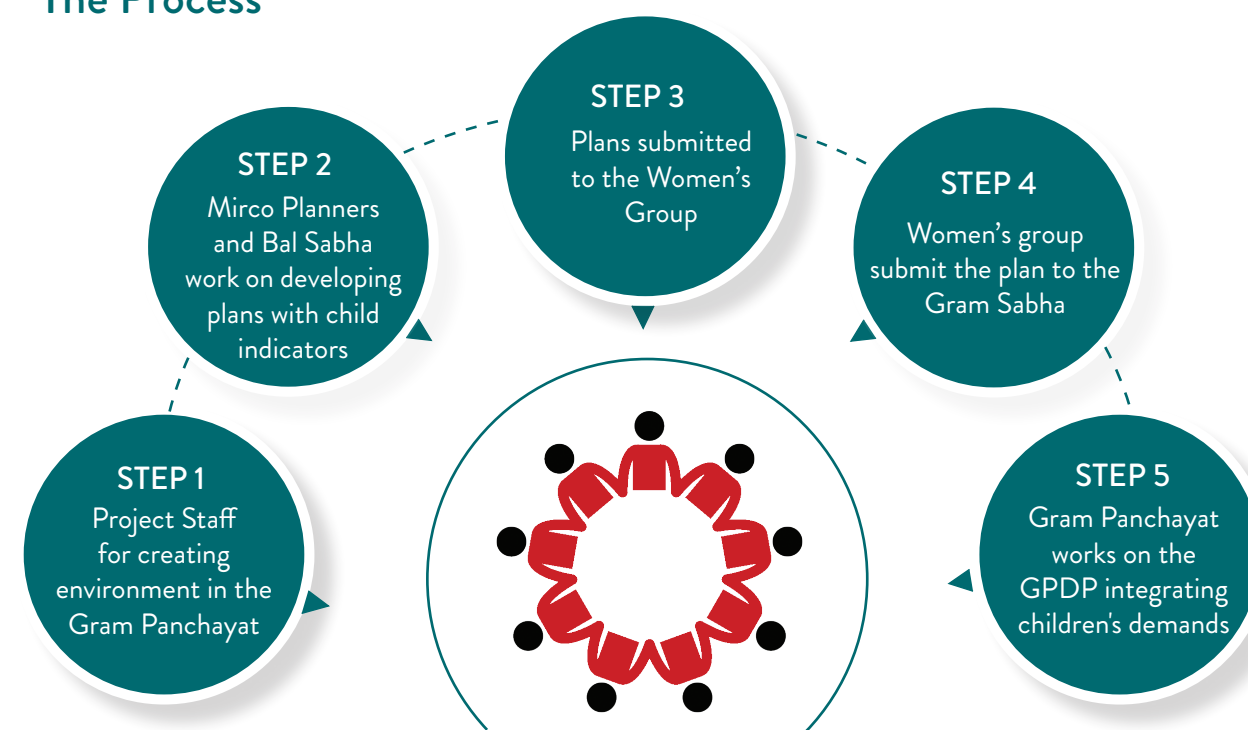 The Process
STEP 1
Project Staff
for creating
environment in the
Gram Panchayat
STEP 2
Mirco Planners
and Bal Sabha
work on developing
plans with child
indicators
STEP 3
Plans submitted
to the Women's
Group
STEP 4
Women's group
submit the plan to the
Gram Sabha
STEP 5
Gram Panchayat
works on the
GPDP integrating
children's demands